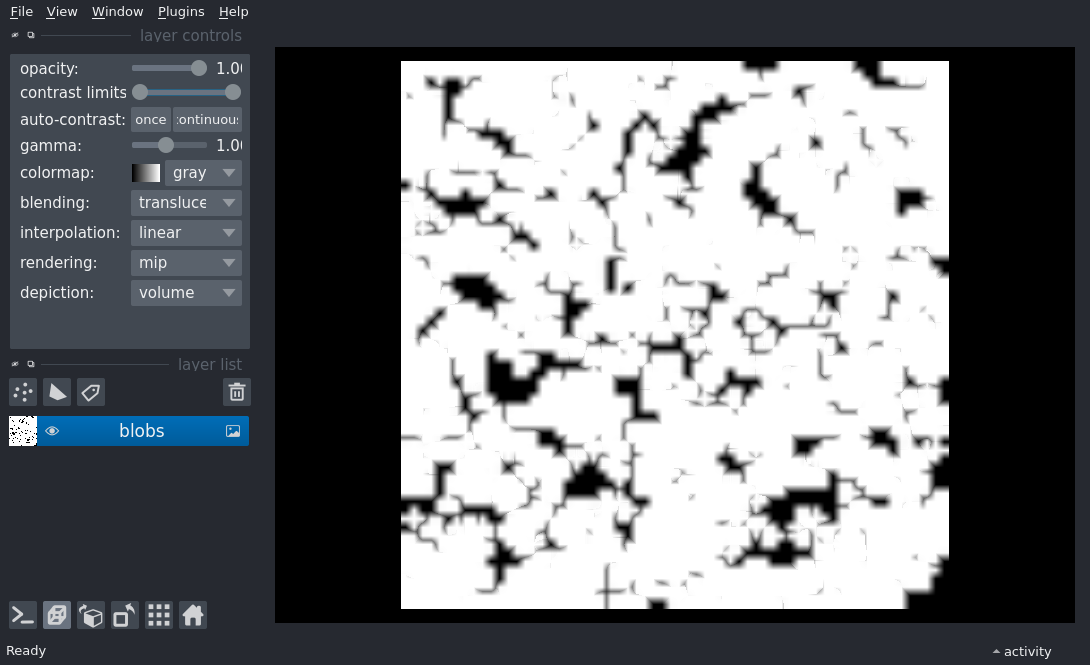 File View Window Plugins Help
layer controls
opacity: 1.0
contrast limits
auto-contrast: once continuous
gamma: 1.0
colormap: gray
blending: transluce
interpolation: linear
rendering: mip
depiction: volume
layer list
blobs
Ready
activity